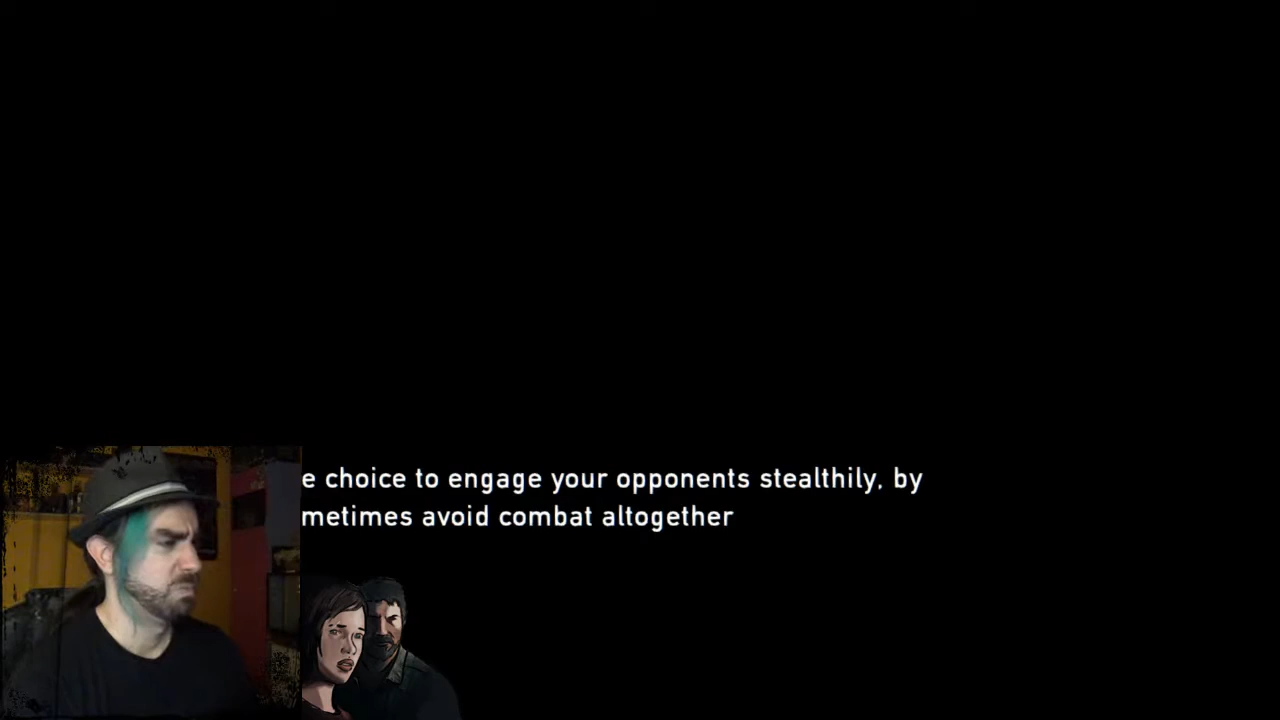 e choice to engage your opponents stealthily, by
metimes avoid combat altogether